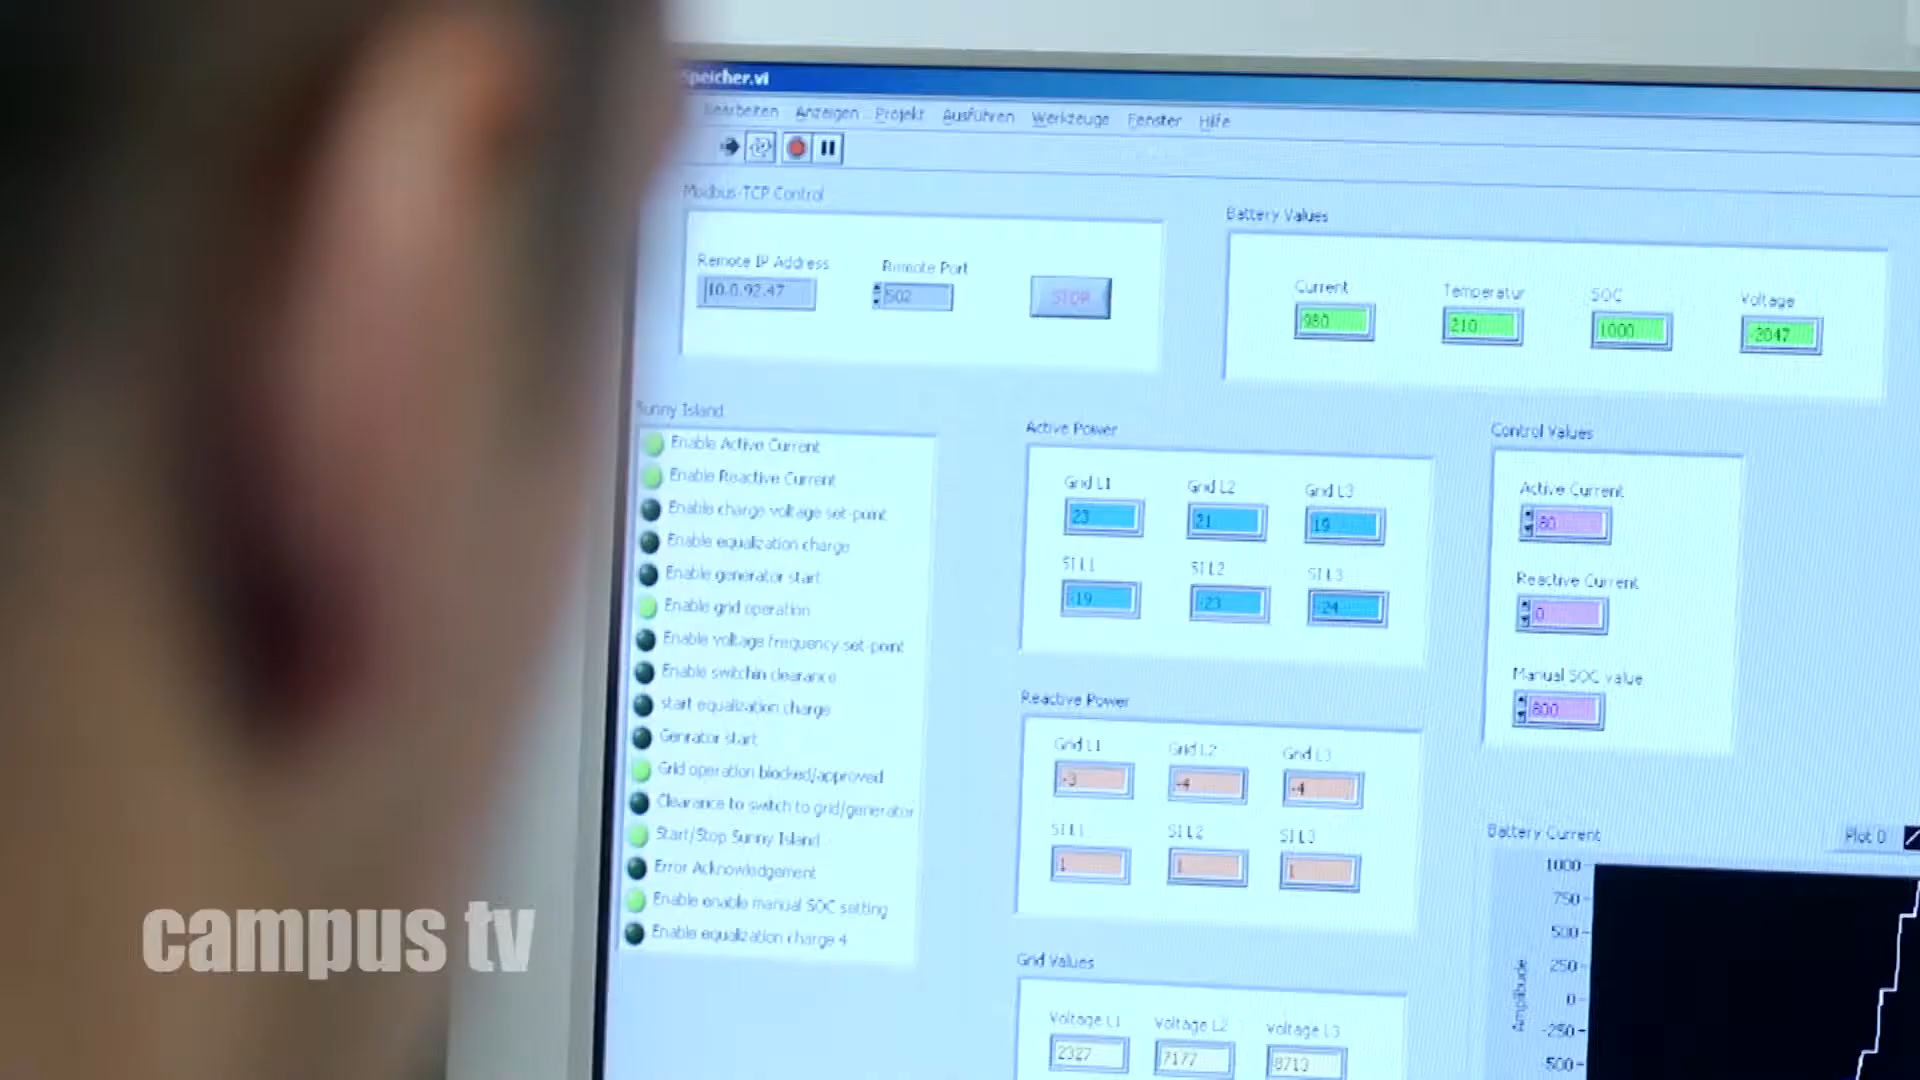 Speicher.vi
Bearbeiten Anzeigen Projekt Ausführen Werkzeuge Fenster Hilfe
Modbus-TCP Control
Remote IP Address
10.0.92.47
Remote Port
502
STOP
Battery Values
Current
980
Temperatur
210
SOC
1000
Voltage
-2047
Sunny Island
Enable Active Current
Enable Reactive Current
Enable charge voltage set-point
Enable equalization charge
Enable generator start
Enable grid operation
Enable voltage frequency set-point
Enable switchin clearance
start equalization charge
Genrator start
Grid operation blocked/approved
Clearance to switch to grid/generator
Start/Stop Sunny Island
Error Acknowledgement
Enable enable manual SOC setting
Enable equalization charge 4
Active Power
Grid L1 Grid L2 Grid L3
23 21 19
SI L1 SI L2 SI L3
-19 -23 -24
Control Values
Active Current
80
Reactive Current
0
Manual SOC value
800
Reactive Power
Grid L1 Grid L2 Grid L3
-3 -4 -4
SI L1 SI L2 SI L3
1 1 1
Grid Values
Voltage L1 Voltage L2 Voltage L3
2327 7177 8713
Battery Current
Plot 0
Amplitude
1000
750
500
250
0
-250
-500
campus tv